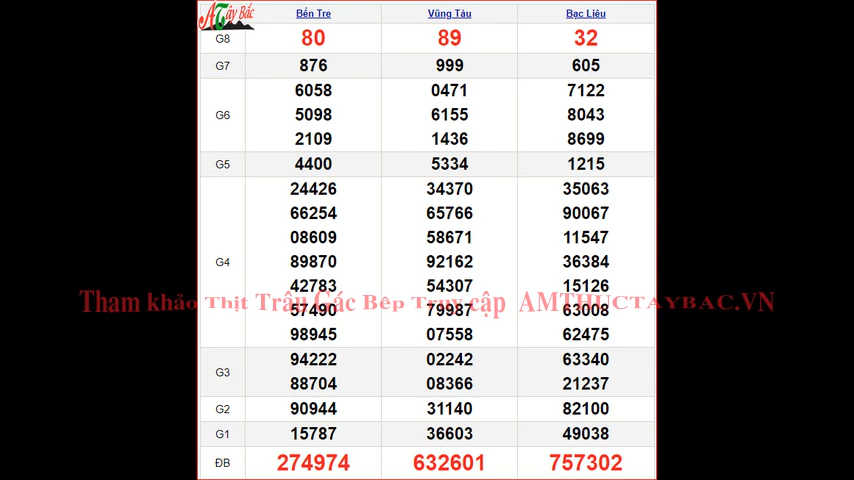 A Tây Bắc
Bến Tre Vũng Tàu Bạc Liêu
G8 80 89 32
G7 876 999 605
6058 0471 7122
G6 5098 6155 8043
2109 1436 8699
G5 4400 5334 1215
24426 34370 35063
66254 65766 90067
08609 58671 11547
G4 89870 92162 36384
42783 54307 15126
Tham khảo Thịt Trâu Gác Bếp Truy cập AMTHUCTAYBAC.VN
57490 79987 63008
98945 07558 62475
94222 02242 63340
G3
88704 08366 21237
G2 90944 31140 82100
G1 15787 36603 49038
ĐB 274974 632601 757302